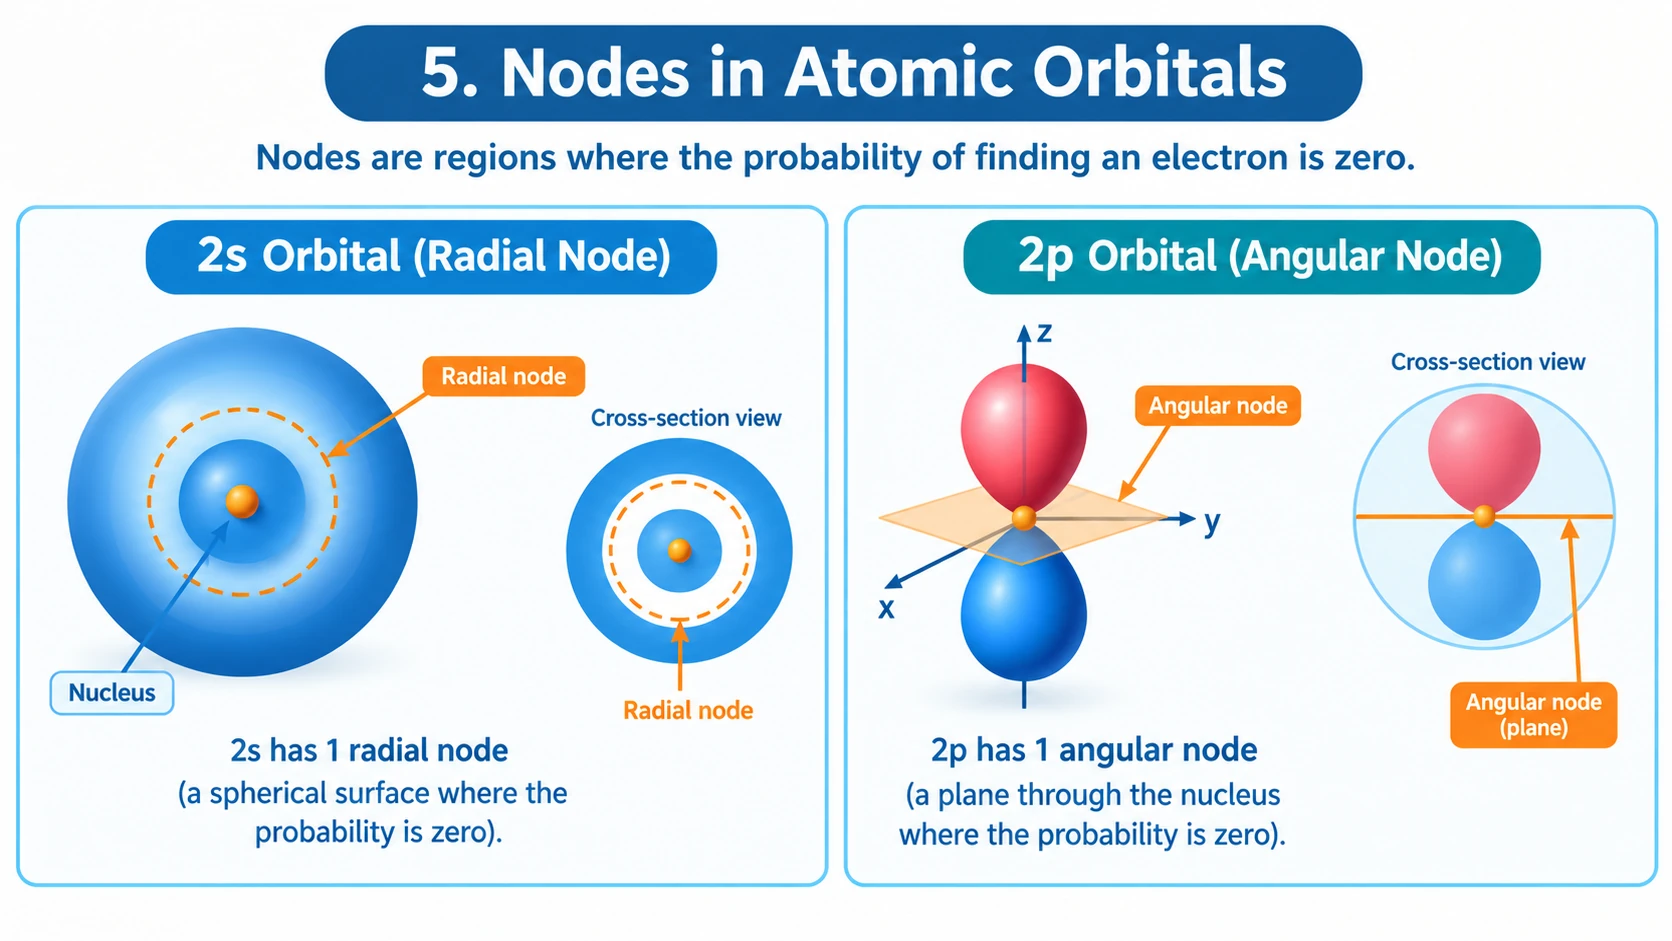 5. Nodes in Atomic Orbitals
Nodes are regions where the probability of finding an electron is zero.
2s Orbital (Radial Node)
Radial node
Cross-section view
Nucleus
Radial node
2s has 1 radial node
(a spherical surface where the
probability is zero).
2p Orbital (Angular Node)
z
Angular node
y
x
Cross-section view
Angular node
(plane)
2p has 1 angular node
(a plane through the nucleus
where the probability is zero).